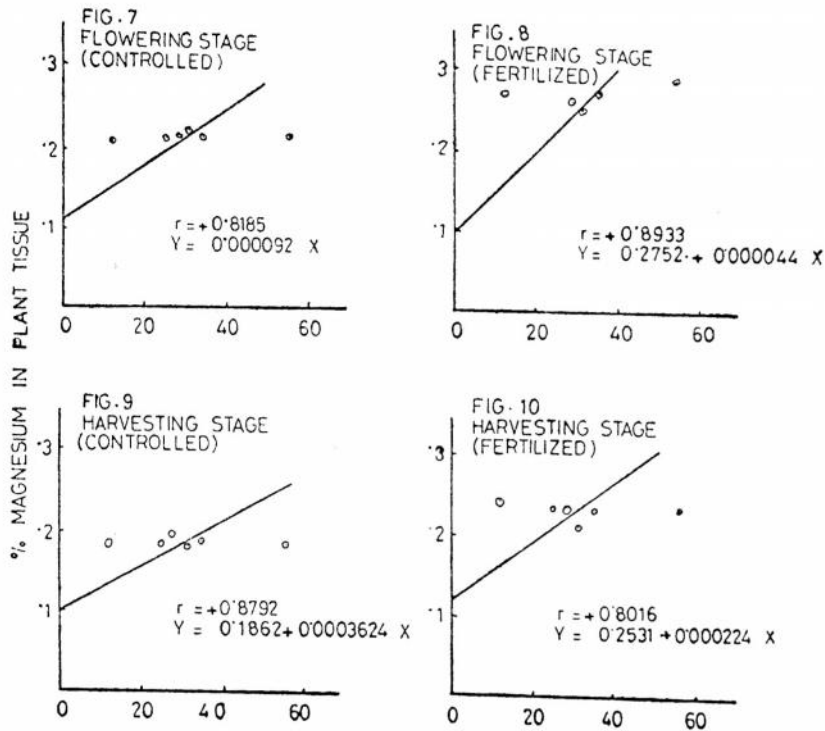 FIG.7
FLOWERING STAGE
(CONTROLLED)
.3
.2
.1
r = + 0.8185
Y = 0.000092 X
0 20 40 60
FIG.8
FLOWERING STAGE
(FERTILIZED)
.3
.2
.1
r = + 0.8933
Y = 0.2752 + 0.000044 X
0 20 40 60
% MAGNESIUM IN PLANT TISSUE
FIG.9
HARVESTING STAGE
(CONTROLLED)
.3
.2
.1
r = +0.8792
Y = 0.1862+0.0003624 X
0 20 40 60
FIG.10
HARVESTING STAGE
(FERTILIZED)
.3
.2
.1
r = +0.8016
Y = 0.2531 +0.000224 X
0 20 40 60